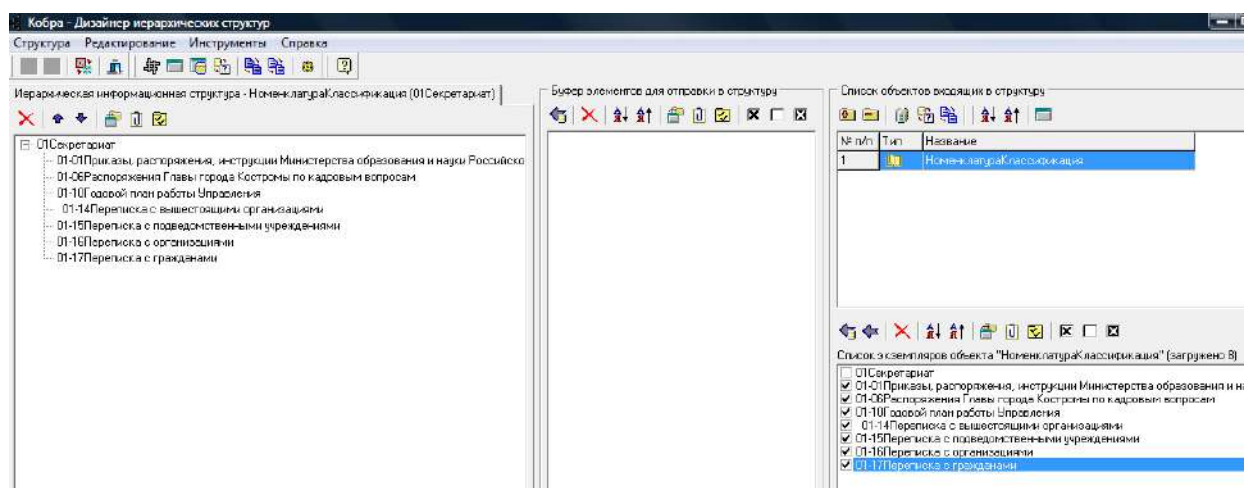 Кобра - Дизайнер иерархических структур
Структура Редактирование Инструменты Справка
Иерархическая информационная структура - НоменклатураКлассификация (01Секретариат)
01Секретариат
01-01Приказы, распоряжения, инструкции Министерства образования и науки Российско
01-06Распоряжения Главы города Костромы по кадровым вопросам
01-10Годовой план работы Управления
01-14Переписка с вышестоящими организациями
01-15Переписка с подведомственными учреждениями
01-16Переписка с организациями
01-17Переписка с гражданами
Буфер элементов для отправки в структуру
Список объектов входящих в структуру
№ п/п Тип Название
1 НоменклатураКлассификация
Список экземпляров объекта "НоменклатураКлассификация" (загружено 8)
01Секретариат
01-01Приказы, распоряжения, инструкции Министерства образования и н
01-06Распоряжения Главы города Костромы по кадровым вопросам
01-10Годовой план работы Управления
01-14Переписка с вышестоящими организациями
01-15Переписка с подведомственными учреждениями
01-16Переписка с организациями
01-17Переписка с гражданами